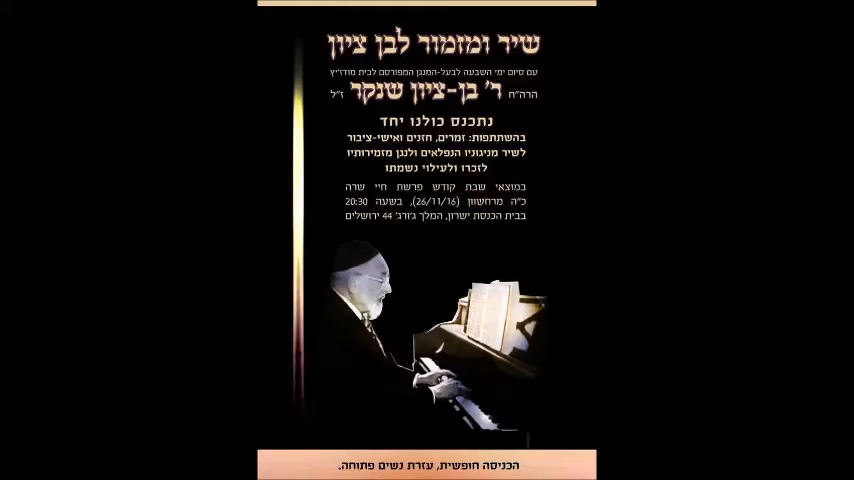 שיר ומזמור לבן ציון
עם סיום ימי השבעה לבעל-המנגן המפורסם לבית מודז'יץ
הרה"ח ר' בן-ציון שנקר ז"ל
נתכנס כולנו יחד
בהשתתפות: זמרים, חזנים ואישי-ציבור
לשיר מניגוניו הנפלאים ולנגן מזמירותיו
לזכרו ולעילוי נשמתו
במוצאי שבת קודש פרשת חיי שרה
כ"ה מרחשוון (26/11/16), בשעה 20:30
בבית הכנסת ישרון, המלך ג'ורג' 44 ירושלים
הכניסה חופשית, עזרת נשים פתוחה.